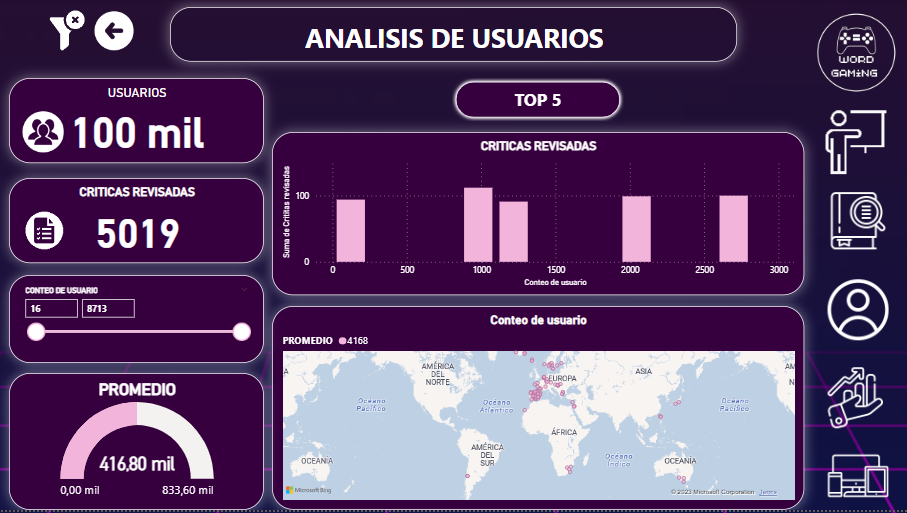 ANALISIS DE USUARIOS
WORD
GAMING
USUARIOS
100 mil
TOP 5
CRITICAS REVISADAS
Suma de Críticas revisadas
100
0
0 500 1000 1500 2000 2500 3000
Conteo de usuario
CRITICAS REVISADAS
5019
CONTEO DE USUARIO
16 8713
Conteo de usuario
PROMEDIO 4168
AMÉRICA
DEL
NORTE
EUROPA
ASIA
Océano
Pacífico
Océano
Atlántico
Océano
Pacífico
ÁFRICA
AMÉRICA
DEL
SUR
OCEANÍA
Océano
Índico
OCEANÍA
Microsoft Bing
© 2023 Microsoft Corporation Terms
PROMEDIO
416,80 mil
0,00 mil 833,60 mil